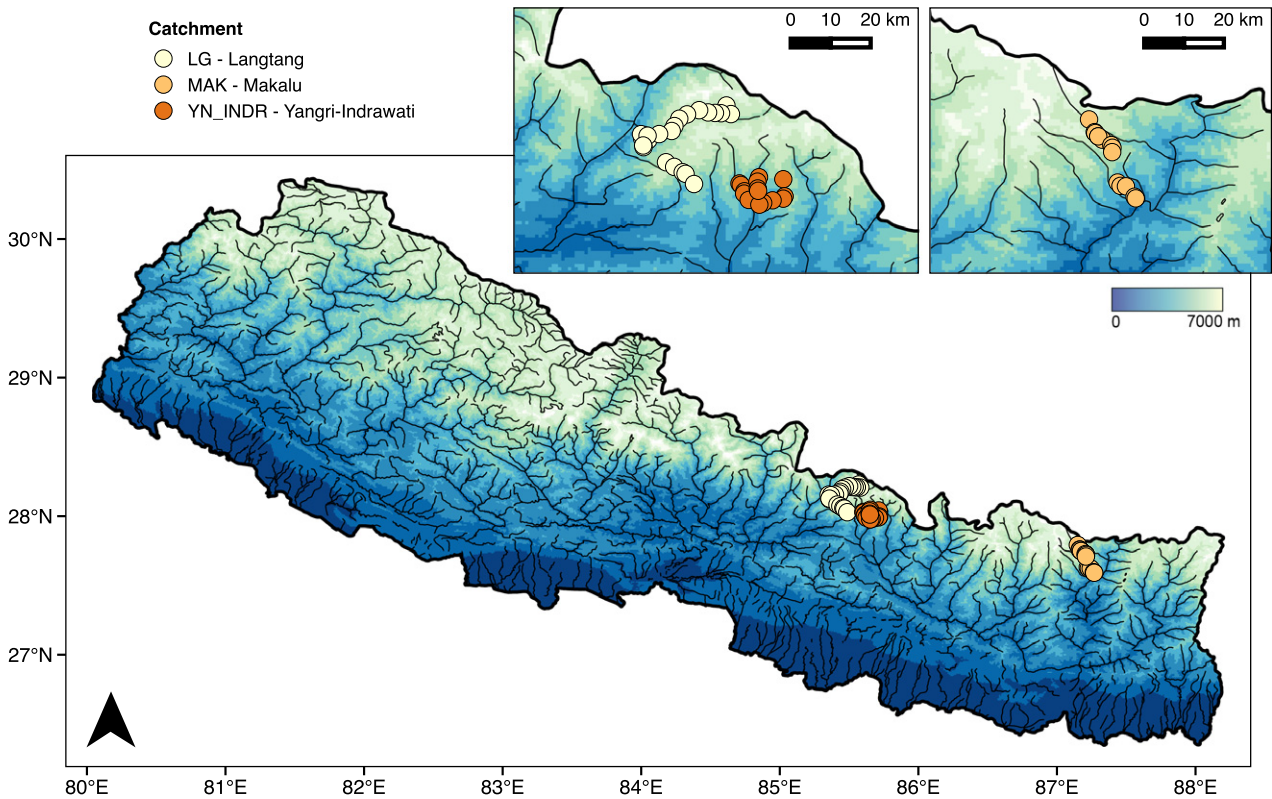 Catchment
LG - Langtang
MAK - Makalu
YN_INDR - Yangri-Indrawati
0 10 20 km
0 10 20 km
0 7000 m
30°N
29°N
28°N
27°N
80°E 81°E 82°E 83°E 84°E 85°E 86°E 87°E 88°E